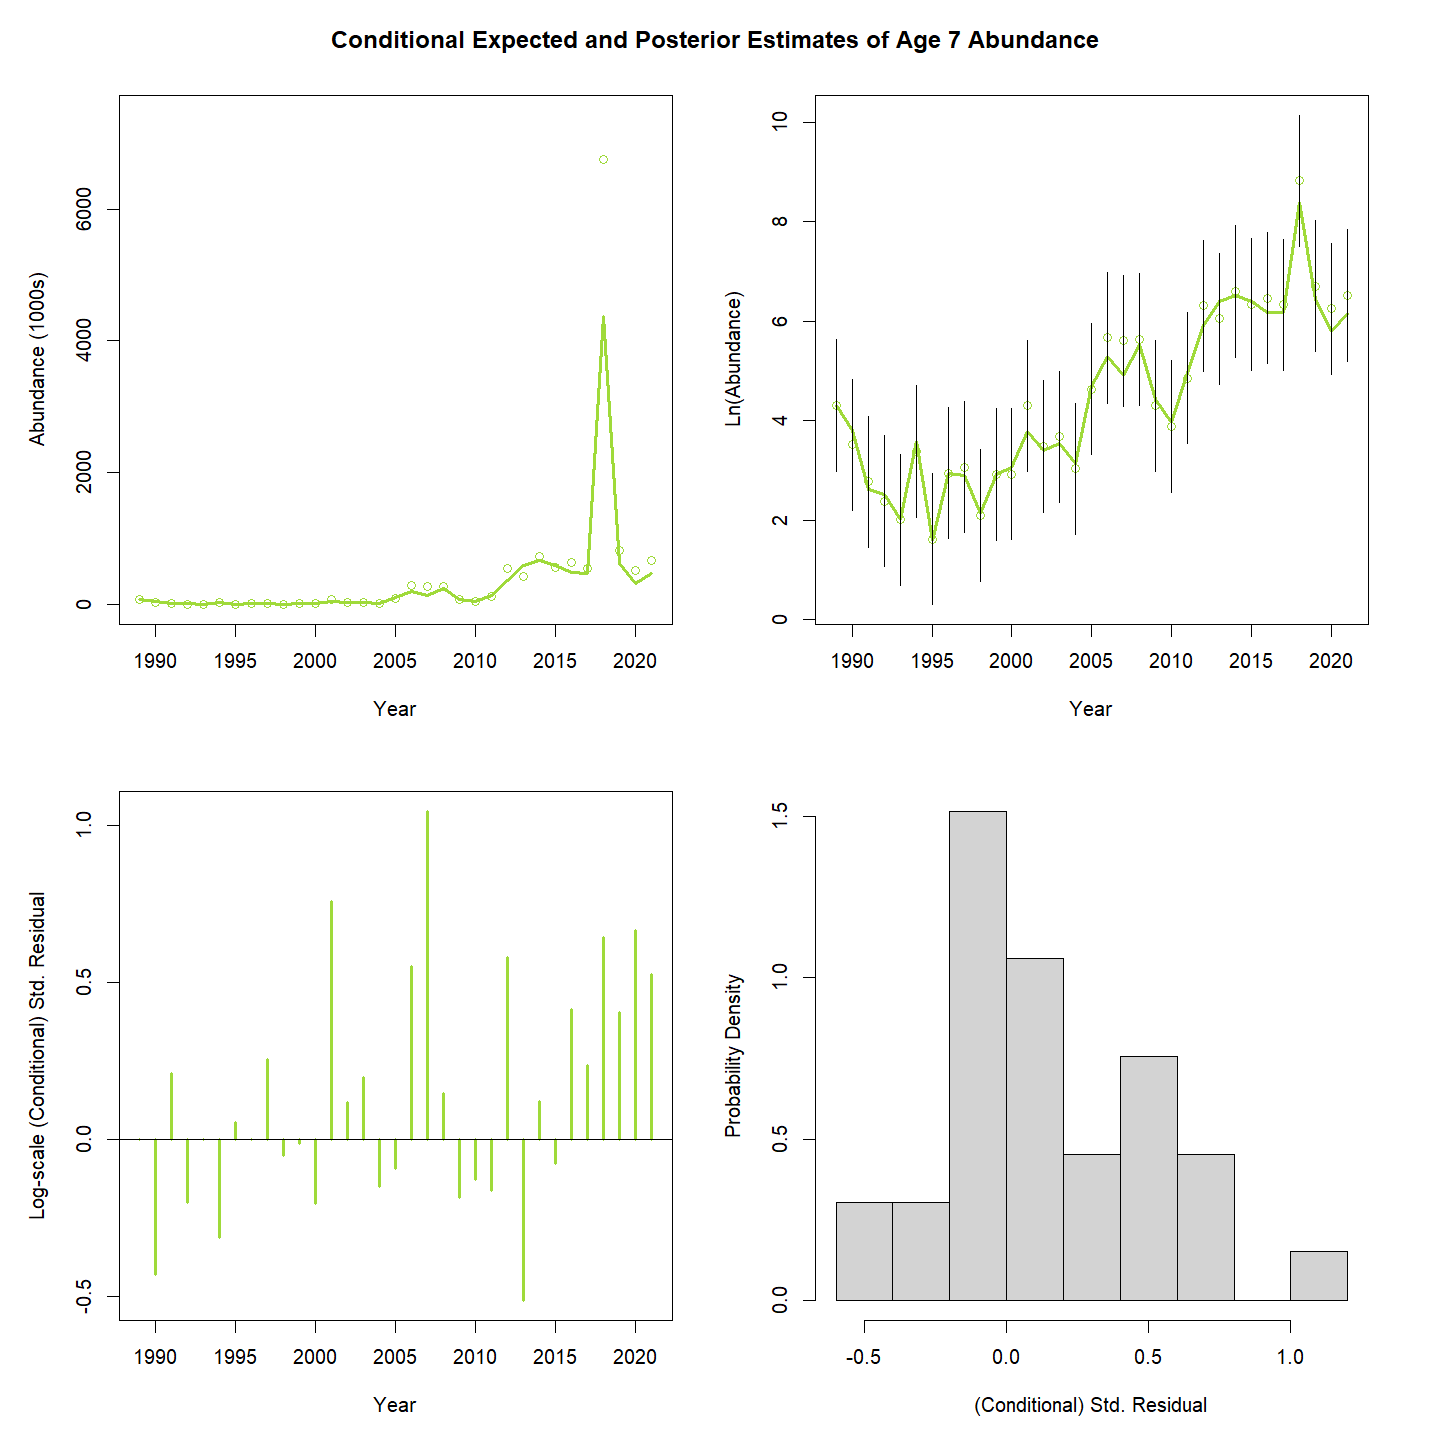 Conditional Expected and Posterior Estimates of Age 7 Abundance
Abundance (1000s)
6000
4000
2000
0
1990 1995 2000 2005 2010 2015 2020
Year
Ln(Abundance)
10
8
6
4
2
0
1990 1995 2000 2005 2010 2015 2020
Year
Log-scale (Conditional) Std. Residual
1.0
0.5
0.0
-0.5
1990 1995 2000 2005 2010 2015 2020
Year
Probability Density
1.5
1.0
0.5
0.0
-0.5 0.0 0.5 1.0
(Conditional) Std. Residual